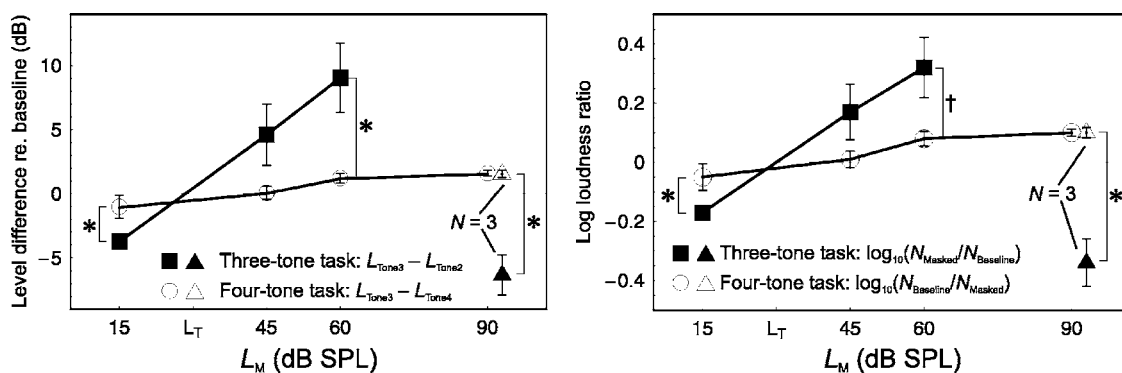 Level difference re. baseline (dB)
10
5
0
−5
*
*
*
N = 3
Three-tone task: L_Tone3 − L_Tone2
Four-tone task: L_Tone3 − L_Tone4
15 L_T 45 60 90
L_M (dB SPL)
Log loudness ratio
0.4
0.2
0
−0.2
−0.4
*
†
*
N = 3
Three-tone task: log₁₀(N_Masked/N_Baseline)
Four-tone task: log₁₀(N_Baseline/N_Masked)
15 L_T 45 60 90
L_M (dB SPL)